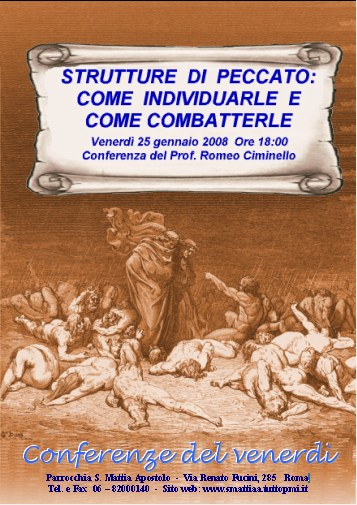 STRUTTURE DI PECCATO:
COME INDIVIDUARLE E
COME COMBATTERLE
Venerdì 25 gennaio 2008 Ore 18:00
Conferenza del Prof. Romeo Ciminello
Conferenze del venerdì
Parrocchia S. Mattia Apostolo - Via Renato Fucini, 285 Roma
Tel. e Fax 06 – 82000140 - Sito web: www.smattiaa.tuttopmi.it